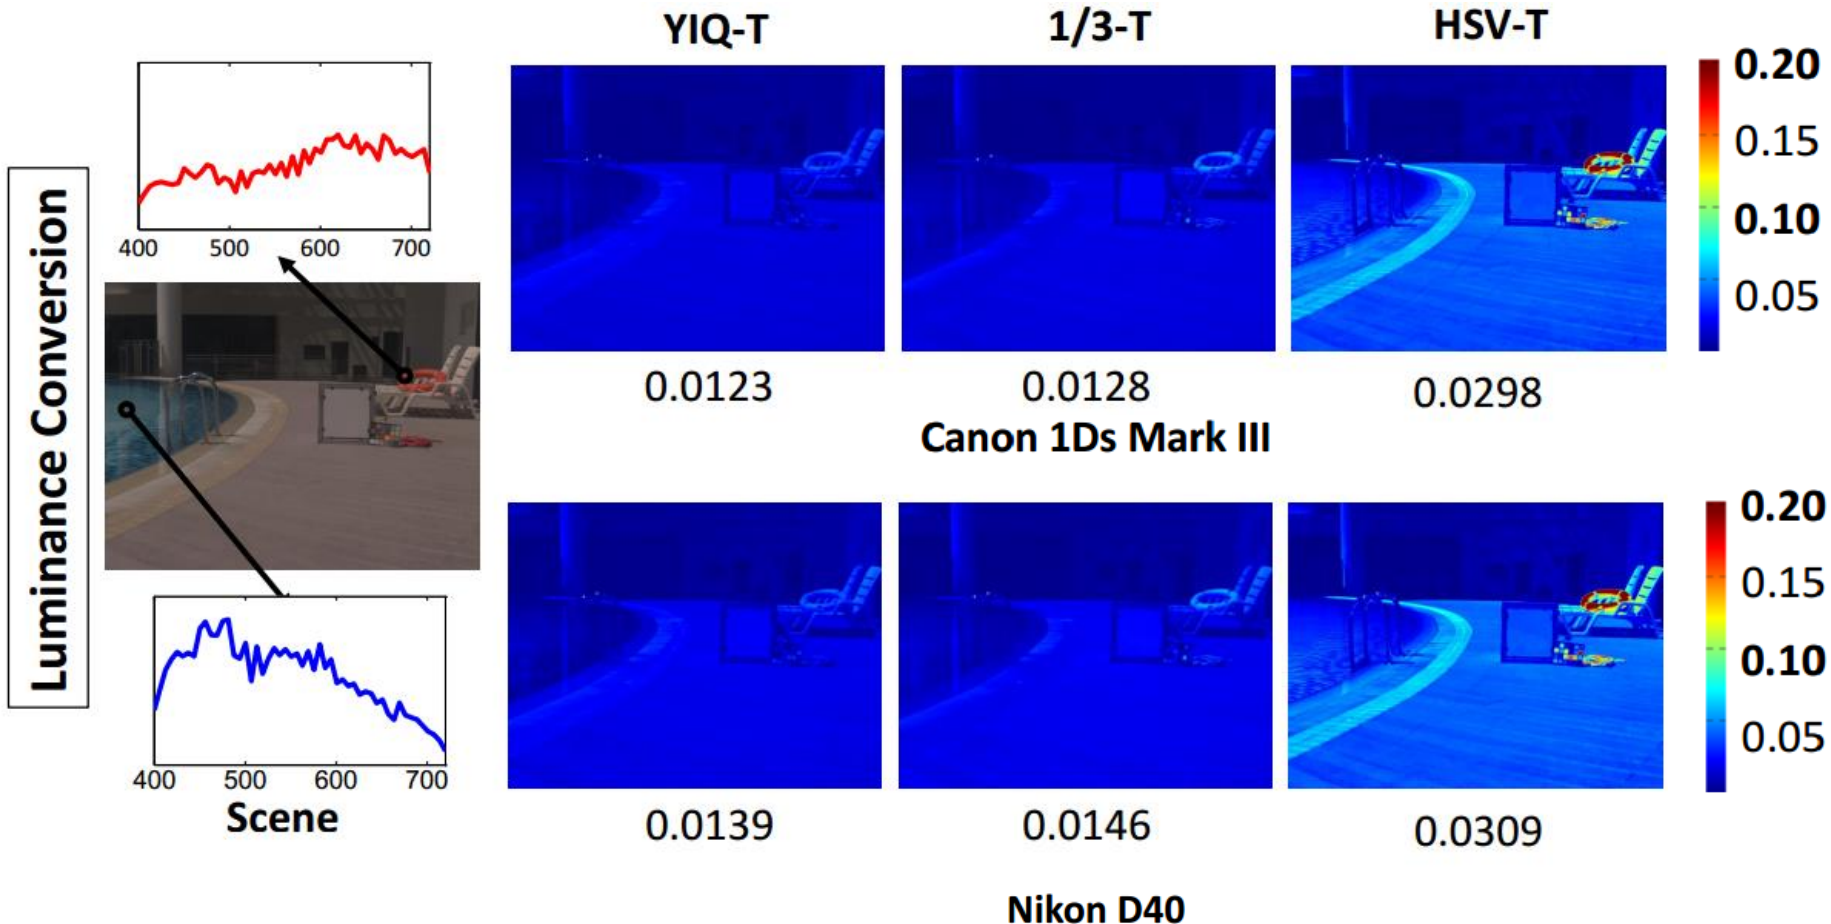 Luminance Conversion
400 500 600 700
400 500 600 700
Scene
YIQ-T 1/3-T HSV-T
0.20
0.15
0.10
0.05
0.0123 0.0128 0.0298
Canon 1Ds Mark III
0.20
0.15
0.10
0.05
0.0139 0.0146 0.0309
Nikon D40